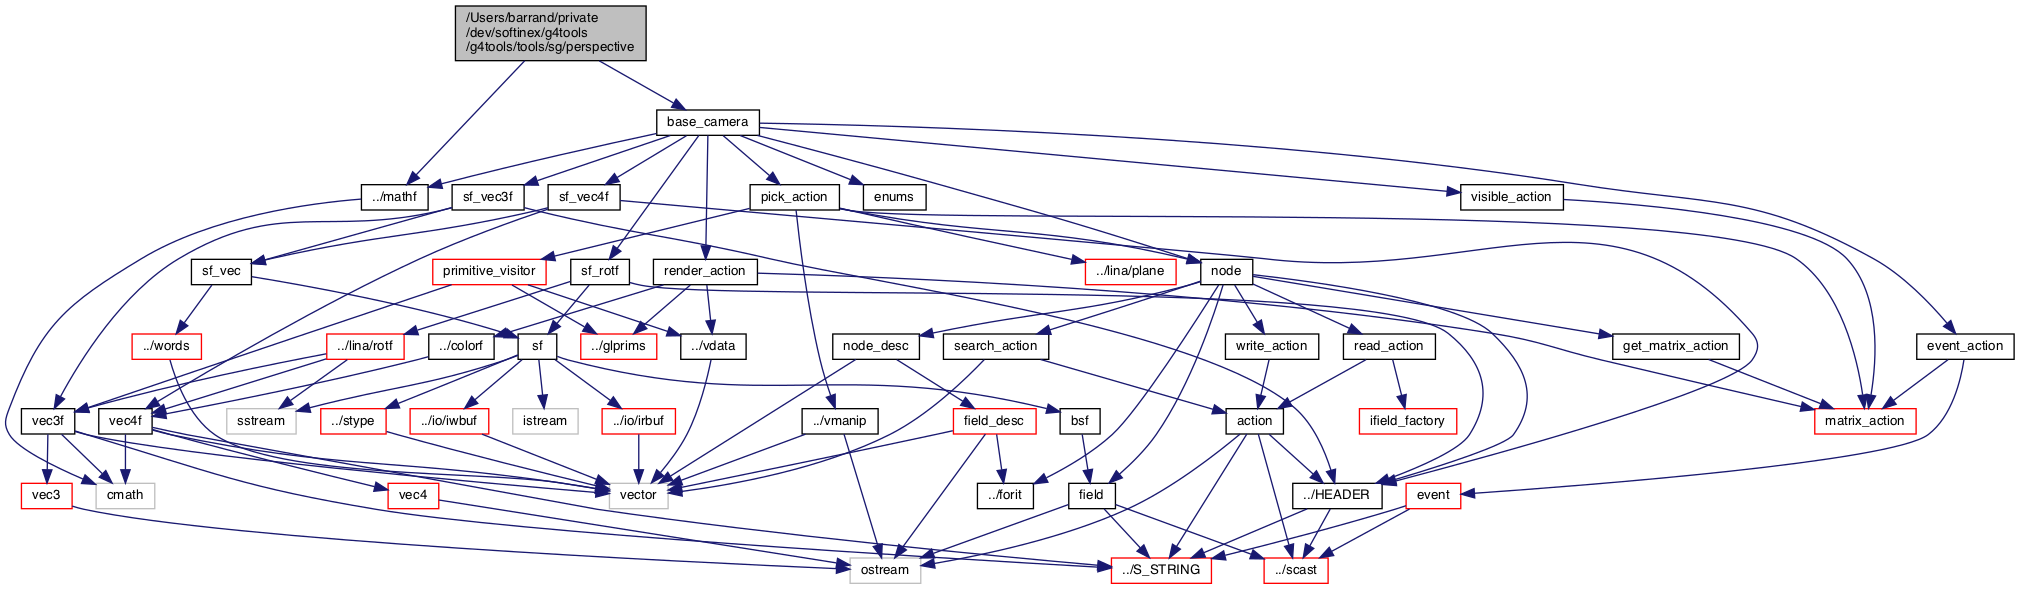 /Users/barrand/private
/dev/softinex/g4tools
/g4tools/tools/sg/perspective
base_camera
../mathf
sf_vec3f
sf_vec4f
pick_action
enums
visible_action
sf_vec
primitive_visitor
sf_rotf
render_action
../lina/plane
node
../words
../lina/rotf
../colorf
sf
../glprims
../vdata
node_desc
search_action
write_action
read_action
get_matrix_action
event_action
vec3f
vec4f
sstream
../stype
../io/iwbuf
istream
../io/irbuf
../vmanip
field_desc
bsf
action
ifield_factory
matrix_action
vec3
cmath
vec4
vector
../forit
field
../HEADER
event
ostream
../S_STRING
../scast